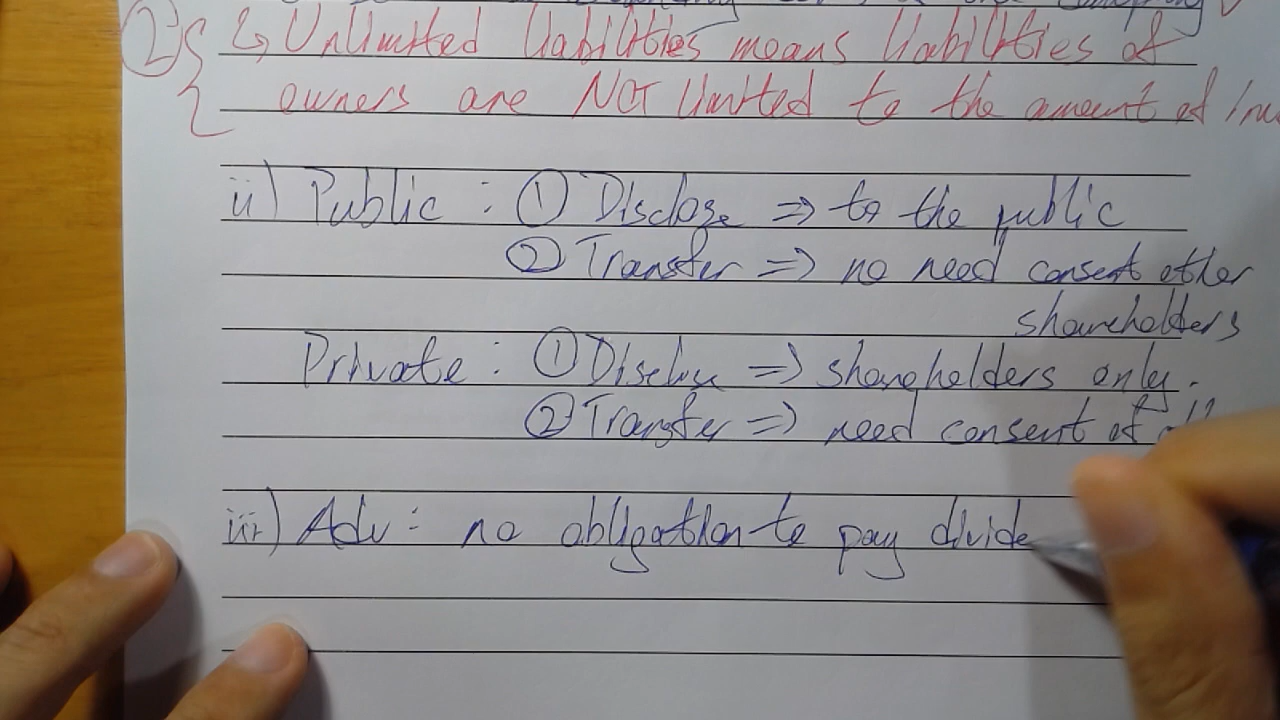 ② ↳ Unlimited liabilities means liabilities of
owners are NOT limited to the amount of
ii) Public : ① Disclose => to the public
② Transfer => no need consent other
shareholders
Private : ① Disclose => shareholders only.
② Transfer => need consent of all
iii) Adv : no obligation to pay divide